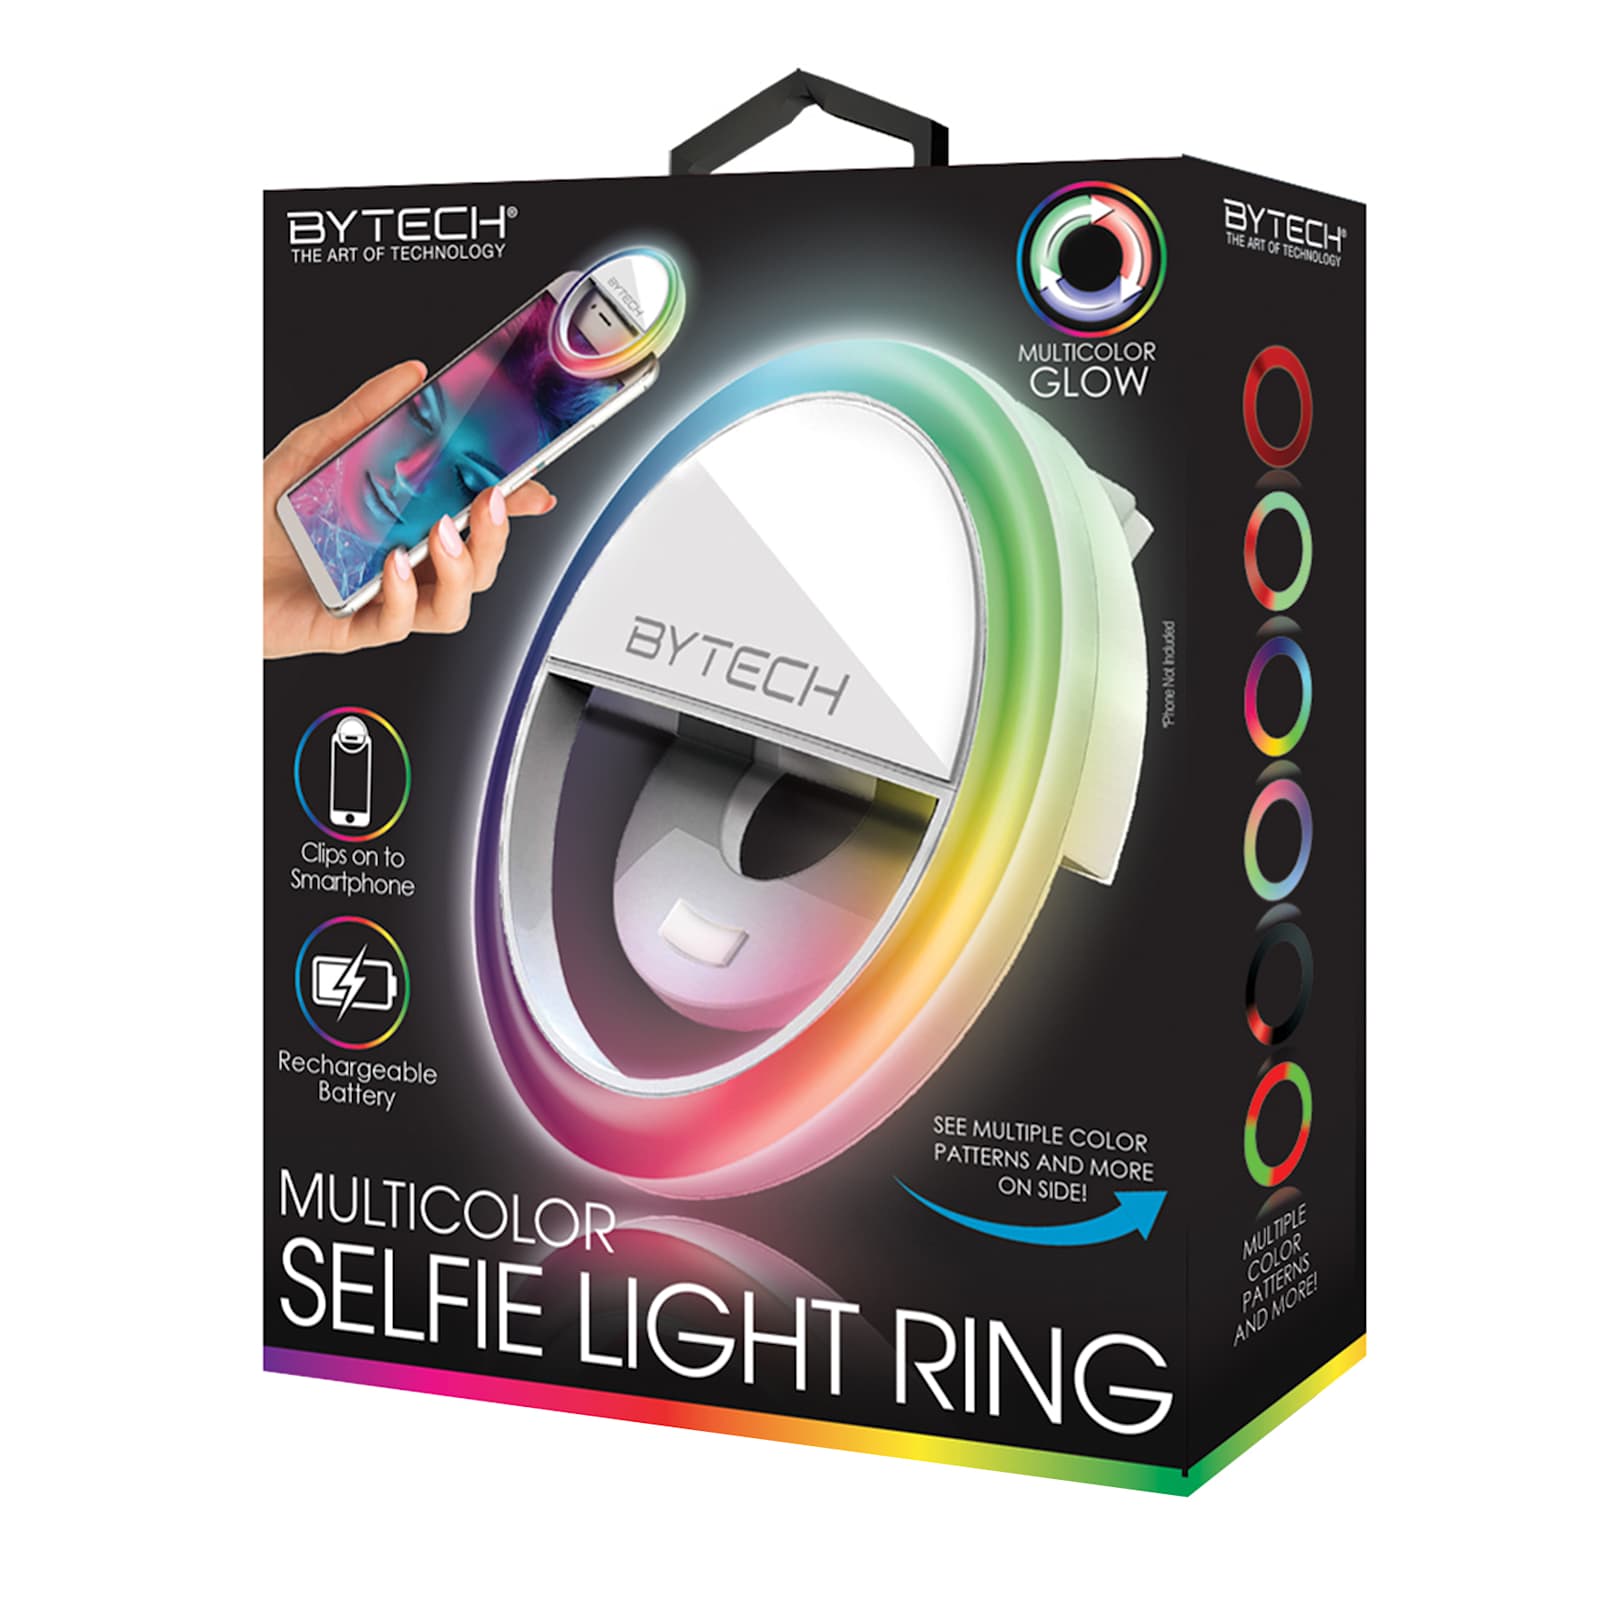 BYTECH®
THE ART OF TECHNOLOGY
BYTECH
MULTICOLOR
GLOW
BYTECH
*Phone Not Included
Clips on to
Smartphone
Rechargeable
Battery
SEE MULTIPLE COLOR
PATTERNS AND MORE
ON SIDE!
MULTICOLOR
SELFIE LIGHT RING
BYTECH®
THE ART OF TECHNOLOGY
MULTIPLE
COLOR
PATTERNS
AND MORE!